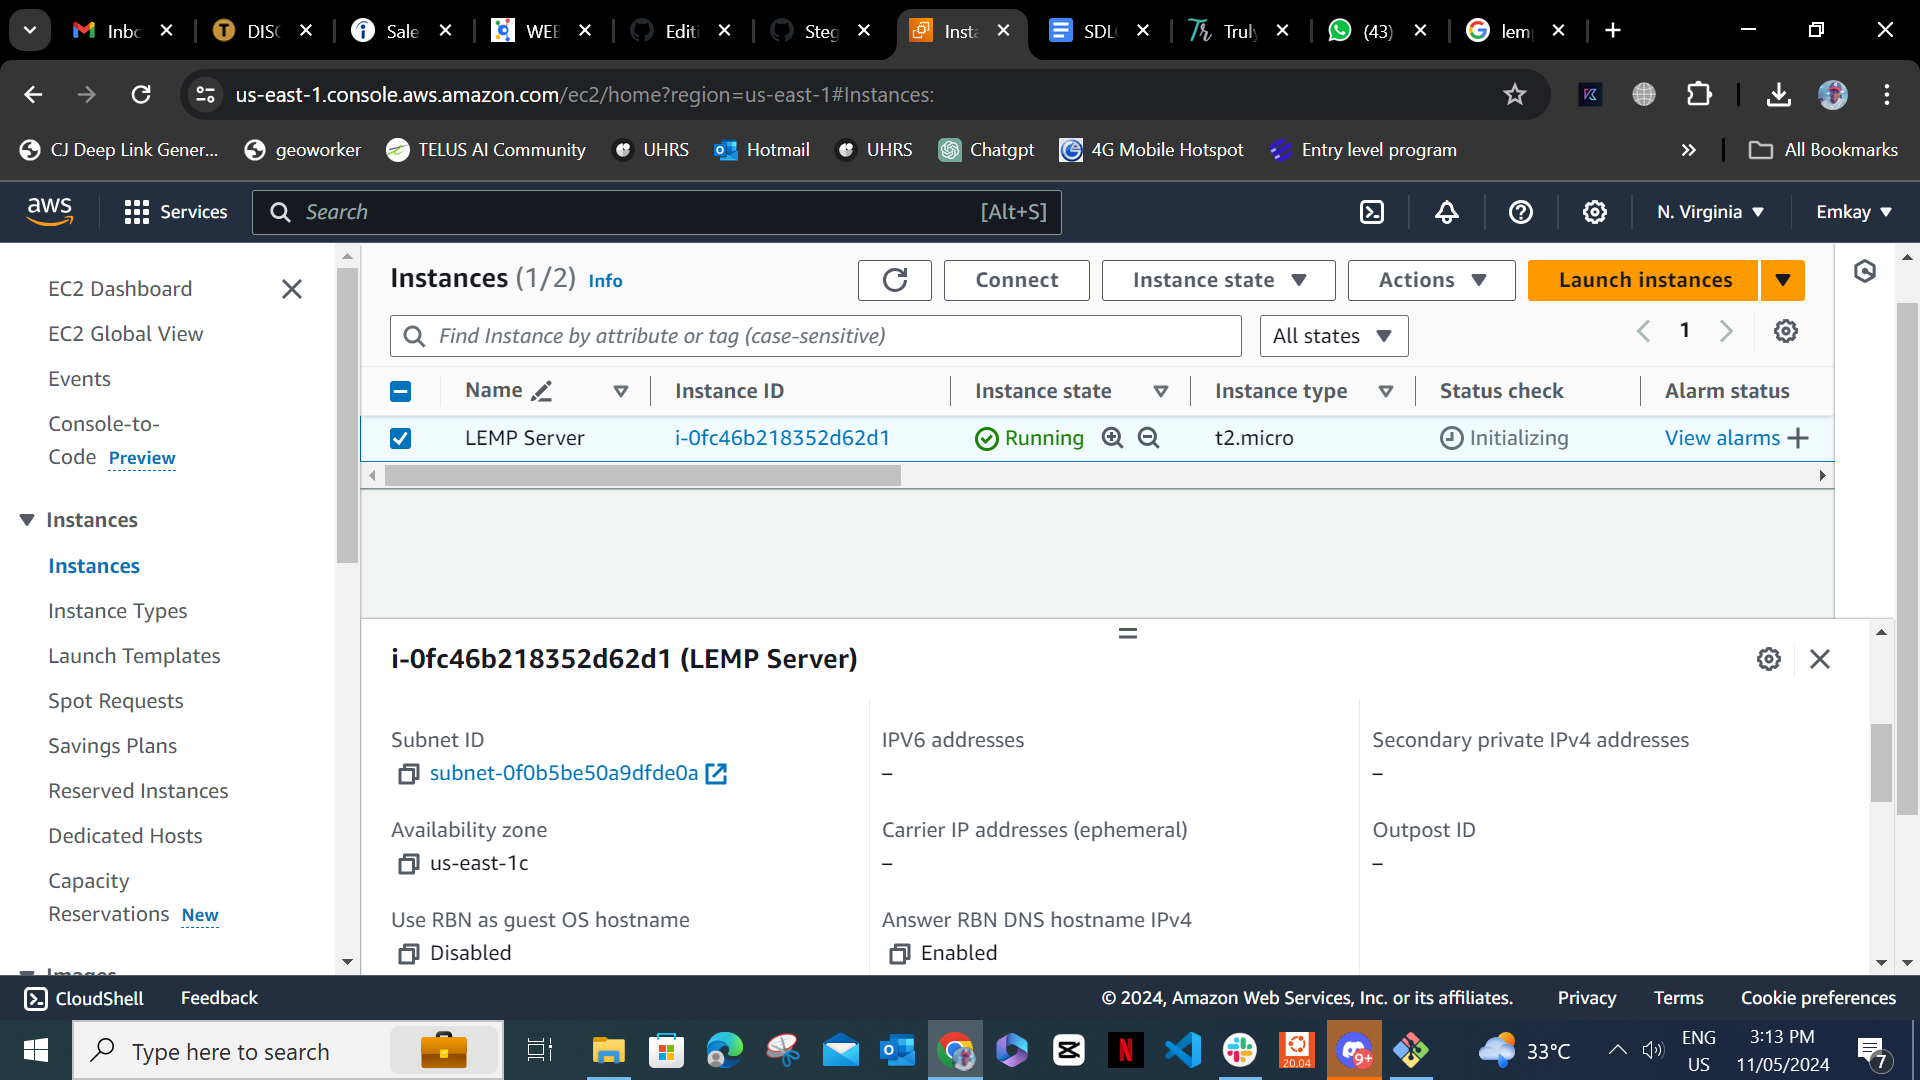 Inbo
DISC
Sale
WEB
Editi
Steg
Insta
SDL
Truly
(43)
lemp
us-east-1.console.aws.amazon.com/ec2/home?region=us-east-1#Instances:
CJ Deep Link Gener... geoworker TELUS AI Community UHRS Hotmail UHRS Chatgpt 4G Mobile Hotspot Entry level program » All Bookmarks
aws Services Search [Alt+S] N. Virginia Emkay
EC2 Dashboard
EC2 Global View
Events
Console-to-
Code Preview
Instances
Instances
Instance Types
Launch Templates
Spot Requests
Savings Plans
Reserved Instances
Dedicated Hosts
Capacity
Reservations New
Images
Instances (1/2) Info Connect Instance state Actions Launch instances
Find Instance by attribute or tag (case-sensitive) All states 1
Name Instance ID Instance state Instance type Status check Alarm status
LEMP Server i-0fc46b218352d62d1 Running t2.micro Initializing View alarms
i-0fc46b218352d62d1 (LEMP Server)
Subnet ID IPV6 addresses Secondary private IPv4 addresses
subnet-0f0b5be50a9dfde0a – –
Availability zone Carrier IP addresses (ephemeral) Outpost ID
us-east-1c – –
Use RBN as guest OS hostname Answer RBN DNS hostname IPv4
Disabled Enabled
CloudShell Feedback © 2024, Amazon Web Services, Inc. or its affiliates. Privacy Terms Cookie preferences
Type here to search 20.04 9+ 33°C ENG 3:13 PM
US 11/05/2024 7